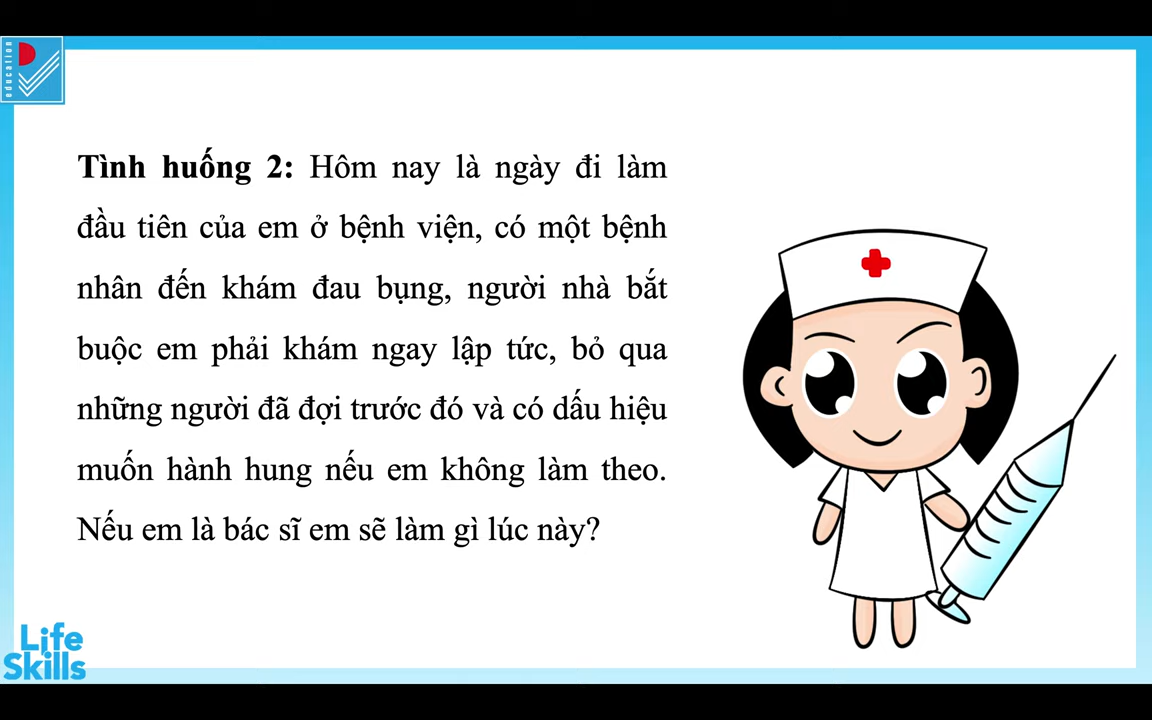 education
Tình huống 2: Hôm nay là ngày đi làm
đầu tiên của em ở bệnh viện, có một bệnh
nhân đến khám đau bụng, người nhà bắt
buộc em phải khám ngay lập tức, bỏ qua
những người đã đợi trước đó và có dấu hiệu
muốn hành hung nếu em không làm theo.
Nếu em là bác sĩ em sẽ làm gì lúc này?
Life
Skills